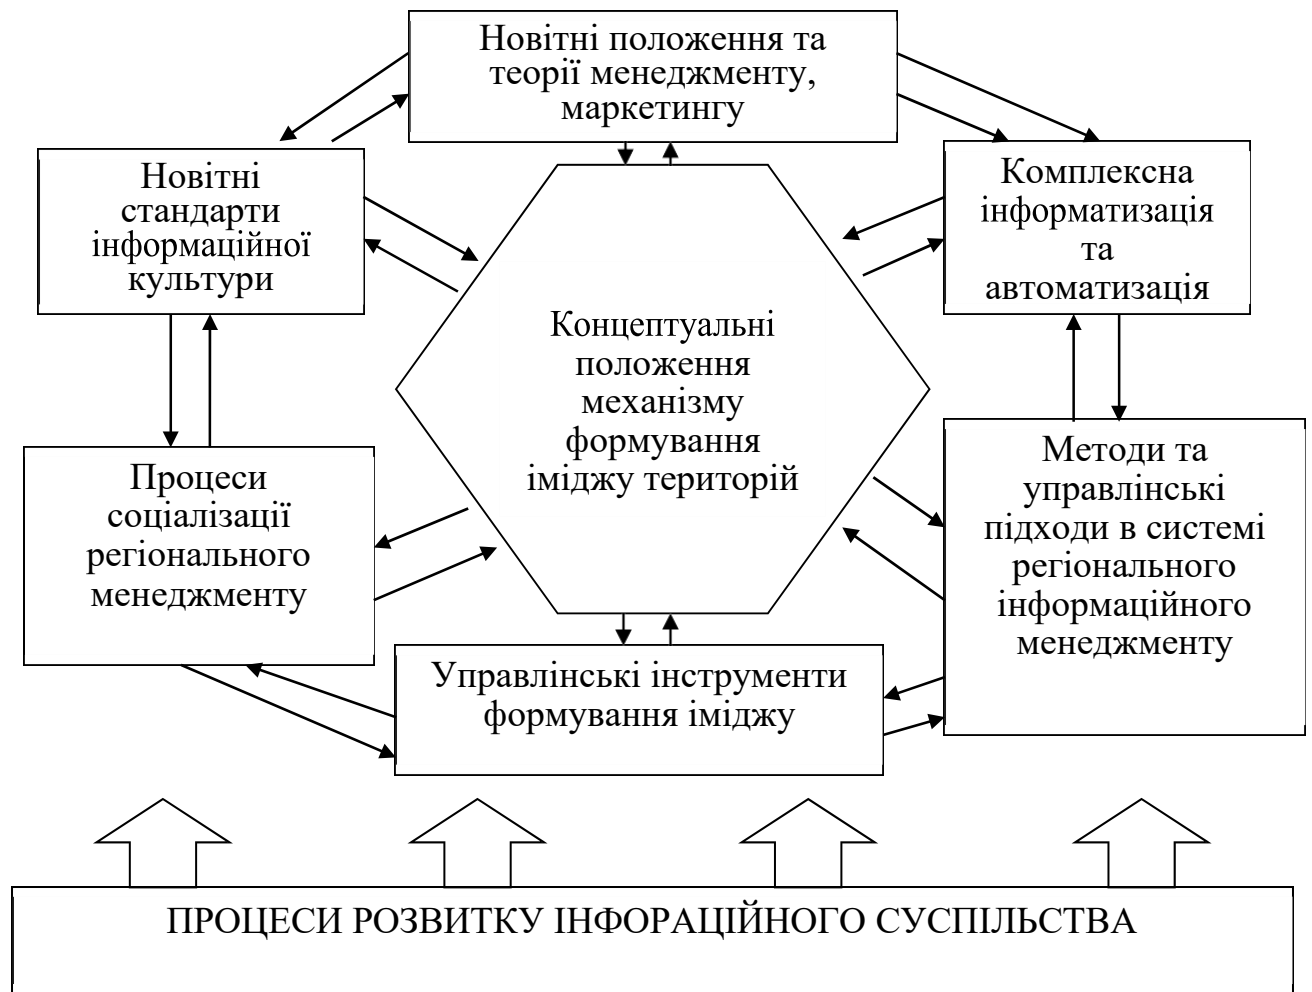 Новітні положення та
теорії менеджменту,
маркетингу
Новітні
стандарти
інформаційної
культури
Комплексна
інформатизація
та
автоматизація
Концептуальні
положення
механізму
формування
іміджу територій
Процеси
соціалізації
регіонального
менеджменту
Методи та
управлінські
підходи в системі
регіонального
інформаційного
менеджменту
Управлінські інструменти
формування іміджу
ПРОЦЕСИ РОЗВИТКУ ІНФОРАЦІЙНОГО СУСПІЛЬСТВА